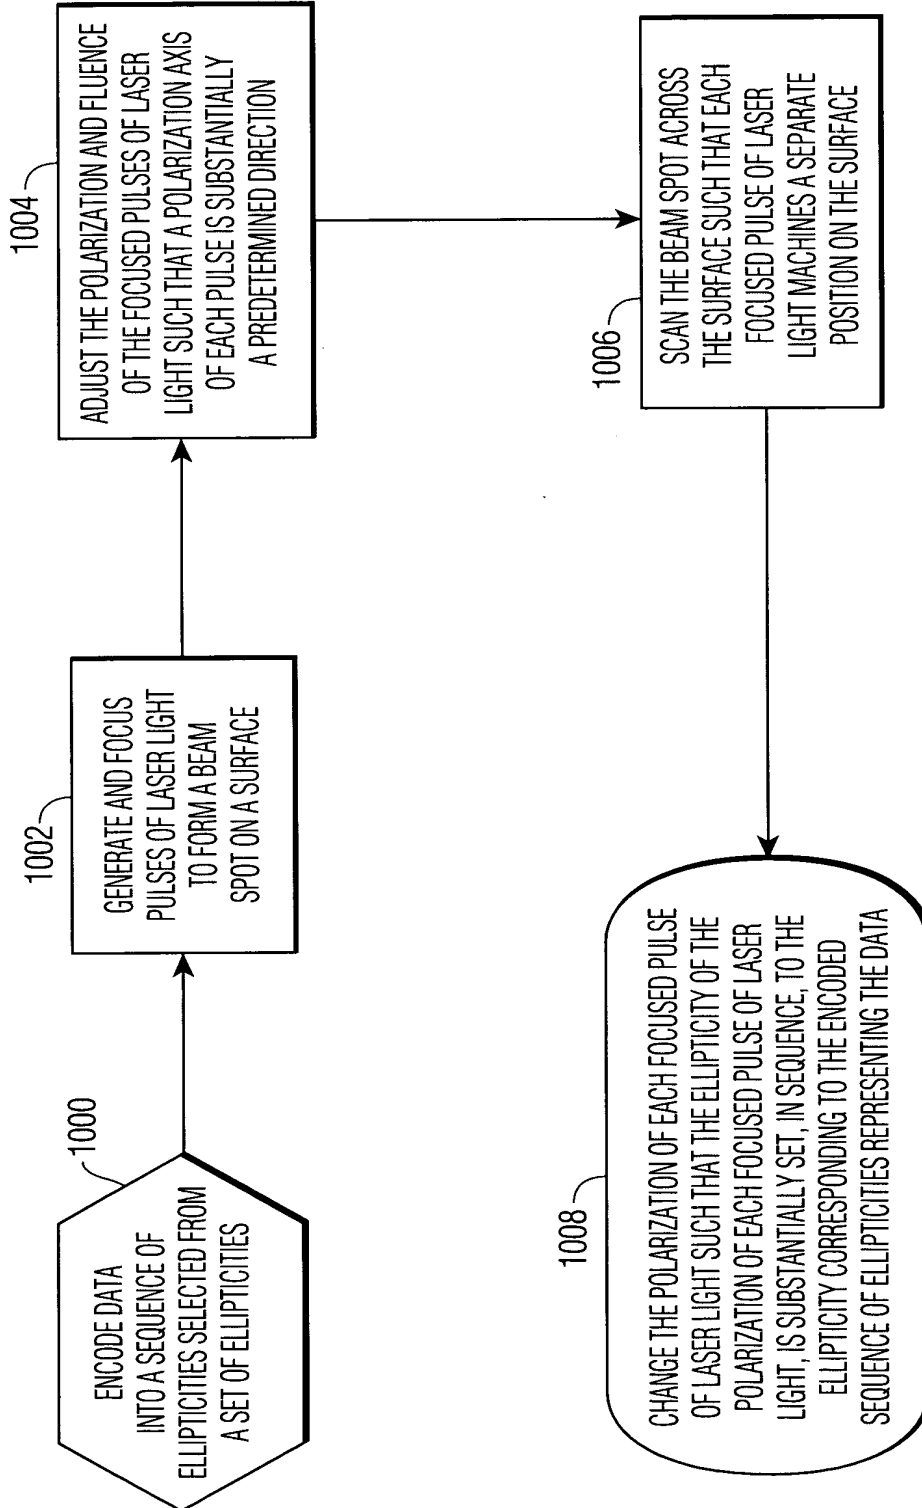 1000
ENCODE DATA
INTO A SEQUENCE OF
ELLIPTICITIES SELECTED FROM
A SET OF ELLIPTICITIES
1002
GENERATE AND FOCUS
PULSES OF LASER LIGHT
TO FORM A BEAM
SPOT ON A SURFACE
1004
ADJUST THE POLARIZATION AND FLUENCE
OF THE FOCUSED PULSES OF LASER
LIGHT SUCH THAT A POLARIZATION AXIS
OF EACH PULSE IS SUBSTANTIALLY
A PREDETERMINED DIRECTION
1006
SCAN THE BEAM SPOT ACROSS
THE SURFACE SUCH THAT EACH
FOCUSED PULSE OF LASER
LIGHT MACHINES A SEPARATE
POSITION ON THE SURFACE
1008
CHANGE THE POLARIZATION OF EACH FOCUSED PULSE
OF LASER LIGHT SUCH THAT THE ELLIPTICITY OF THE
POLARIZATION OF EACH FOCUSED PULSE OF LASER
LIGHT, IS SUBSTANTIALLY SET, IN SEQUENCE, TO THE
ELLIPTICITY CORRESPONDING TO THE ENCODED
SEQUENCE OF ELLIPTICITIES REPRESENTING THE DATA